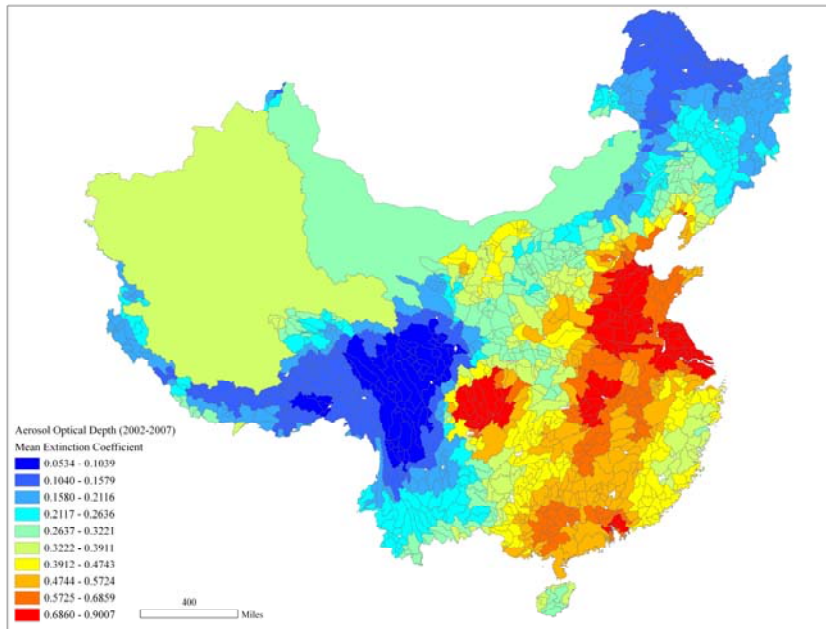 Aerosol Optical Depth (2002-2007)
Mean Extinction Coefficient
0.0534 - 0.1039
0.1040 - 0.1579
0.1580 - 0.2116
0.2117 - 0.2636
0.2637 - 0.3221
0.3222 - 0.3911
0.3912 - 0.4743
0.4744 - 0.5724
0.5725 - 0.6859
0.6860 - 0.9007
400
Miles